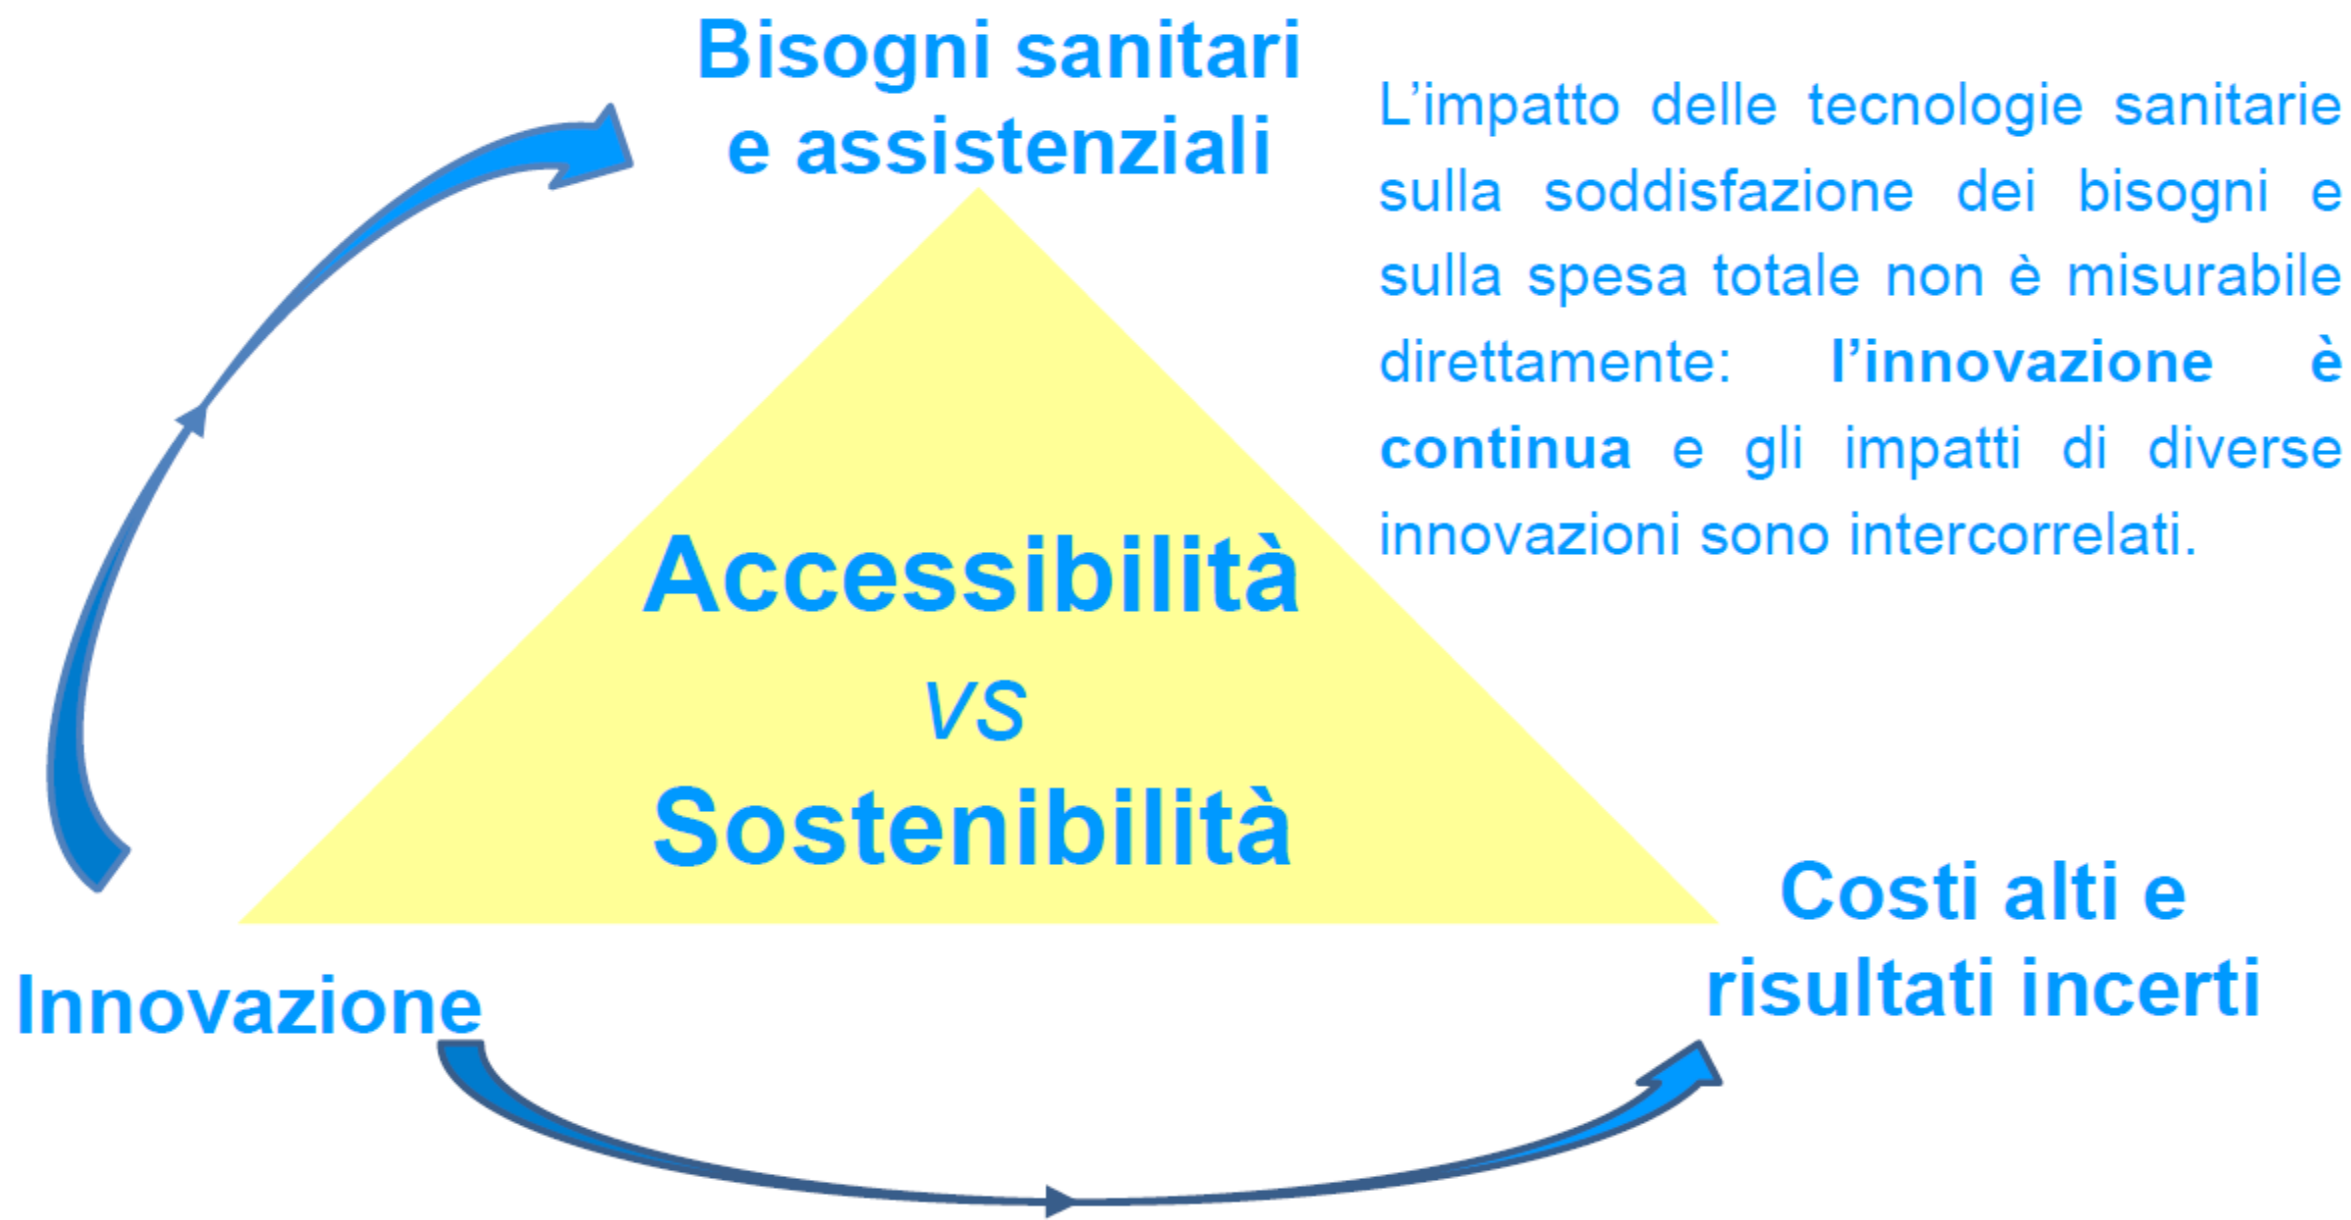 Bisogni sanitari
e assistenziali
L’impatto delle tecnologie sanitarie
sulla soddisfazione dei bisogni e
sulla spesa totale non è misurabile
direttamente: l’innovazione è
continua e gli impatti di diverse
innovazioni sono intercorrelati.
Accessibilità
vs
Sostenibilità
Costi alti e
risultati incerti
Innovazione